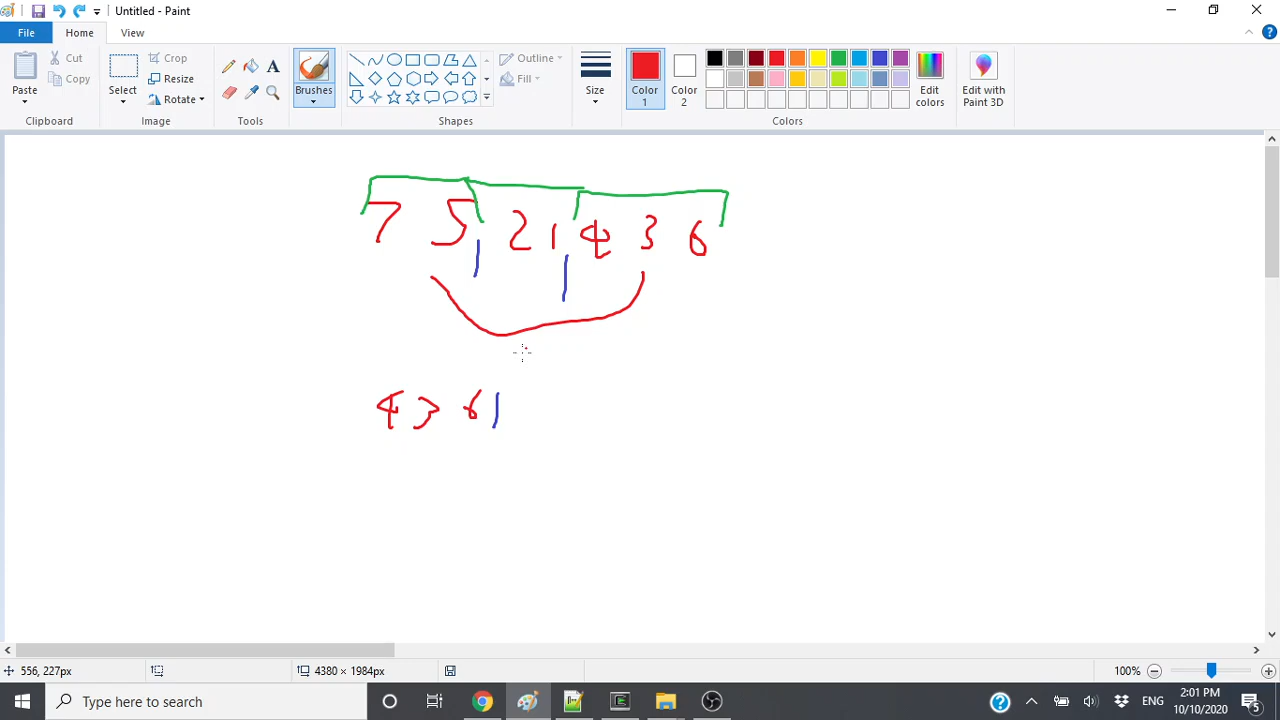 Untitled - Paint
File Home View
Paste Cut Copy Select Crop Resize Rotate Brushes Outline Fill Size Color 1 Color 2 Edit colors Edit with Paint 3D
Clipboard Image Tools Shapes Colors
7 5 2 1 4 3 6
4 3 6
556, 227px 4380 × 1984px 100%
Type here to search ENG 2:01 PM 10/10/2020 5